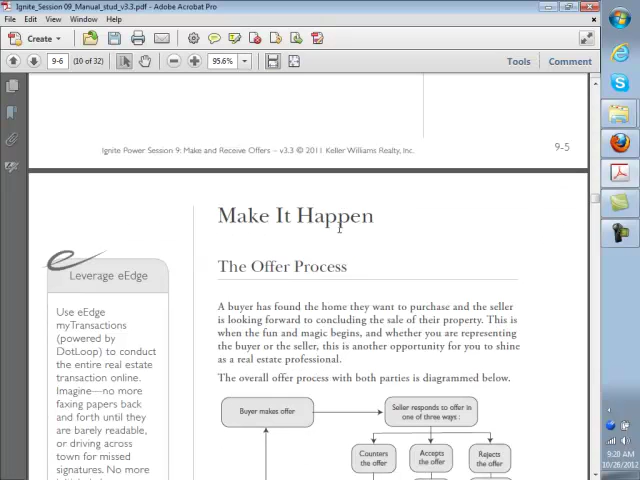 Ignite_Session 09_Manual_stud_v3.3.pdf - Adobe Acrobat Pro
File Edit View Window Help
Create
9-6 (10 of 32) 95.6% Tools Comment
Ignite Power Session 9: Make and Receive Offers – v3.3 © 2011 Keller Williams Realty, Inc.
9-5
Make It Happen
The Offer Process
Leverage eEdge
Use eEdge
myTransactions
(powered by
DotLoop) to conduct
the entire real estate
transaction online.
Imagine—no more
faxing papers back
and forth until they
are barely readable,
or driving across
town for missed
signatures. No more
A buyer has found the home they want to purchase and the seller
is looking forward to concluding the sale of their property. This is
when the fun and magic begins, and whether you are representing
the buyer or the seller, this is another opportunity for you to shine
as a real estate professional.
The overall offer process with both parties is diagrammed below.
Buyer makes offer
Seller responds to offer in
one of three ways:
Counters
the offer
Accepts
the offer
Rejects
the offer
9:20 AM
10/26/2012